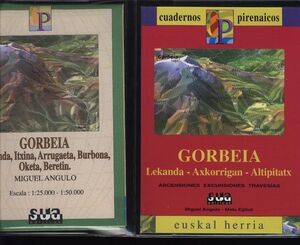 GORBEIA
nda, Itxina, Arrugaeta, Burbona,
Oketa, Beretin.
MIGUEL ANGULO
Escala : 1:25.000 - 1:50.000
sua
cuadernos pirenaicos
GORBEIA
Lekanda - Axkorrigan - Altipitatx
ASCENSIONES EXCURSIONES TRAVESÍAS
Miguel Angulo -
sua
euskal herria